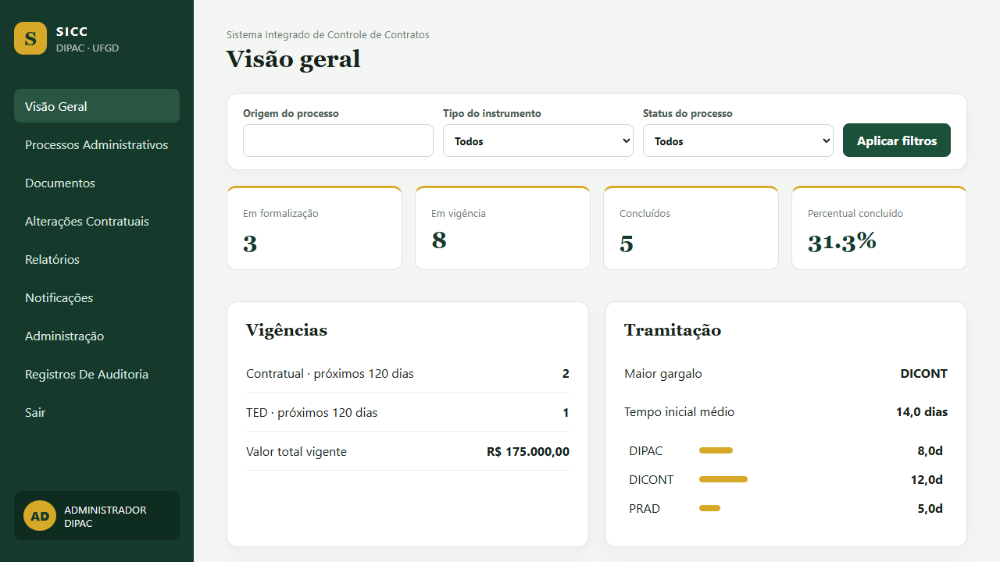 S
SICC
DIPAC · UFGD
Visão Geral
Processos Administrativos
Documentos
Alterações Contratuais
Relatórios
Notificações
Administração
Registros De Auditoria
Sair
AD
ADMINISTRADOR
DIPAC
Sistema Integrado de Controle de Contratos
Visão geral
Origem do processo
Tipo do instrumento
Todos
Status do processo
Todos
Aplicar filtros
Em formalização
3
Em vigência
8
Concluídos
5
Percentual concluído
31.3%
Vigências
Contratual · próximos 120 dias 2
TED · próximos 120 dias 1
Valor total vigente R$ 175.000,00
Tramitação
Maior gargalo DICONT
Tempo inicial médio 14,0 dias
DIPAC 8,0d
DICONT 12,0d
PRAD 5,0d